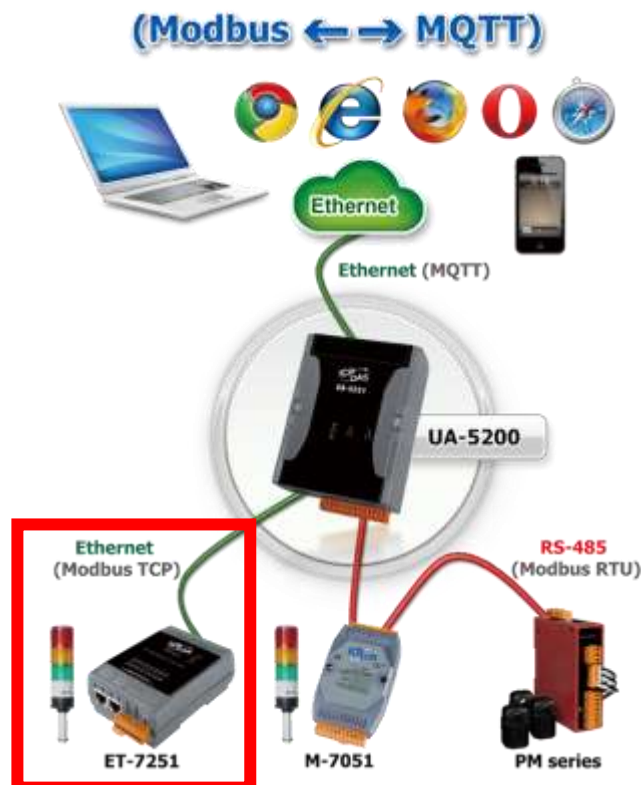 (Modbus ←→ MQTT)
Ethernet
Ethernet (MQTT)
UA-5200
Ethernet
(Modbus TCP)
RS-485
(Modbus RTU)
ET-7251
M-7051
PM series